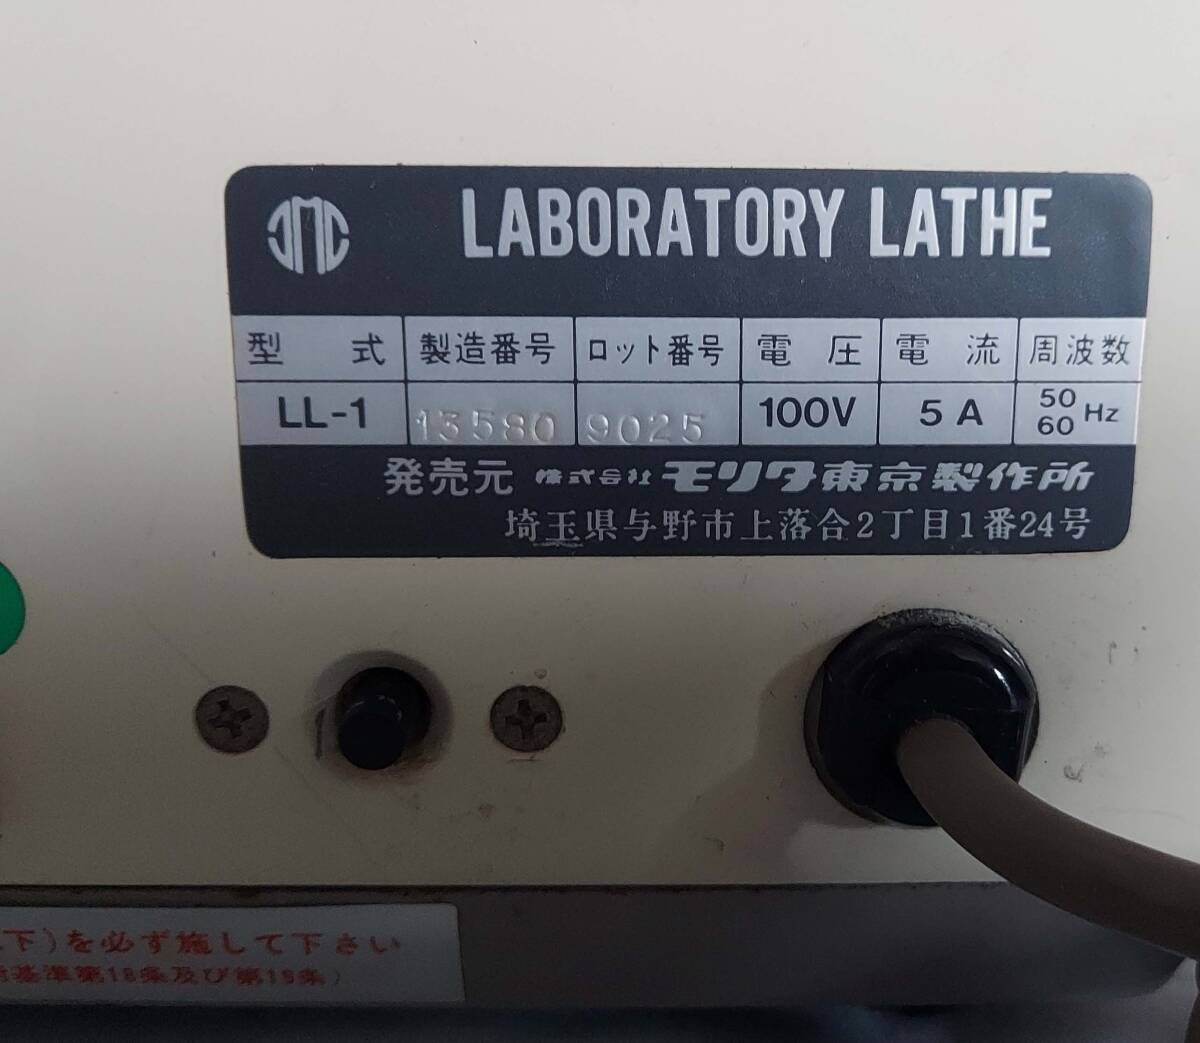 JMC
LABORATORY LATHE
型式 製造番号 ロット番号 電圧 電流 周波数
LL-1 13580 9025 100V 5A 50 60 Hz
発売元 株式会社 モリタ東京製作所
埼玉県与野市上落合2丁目1番24号
下)を必ず施して下さい
基準第18条及び第19条)